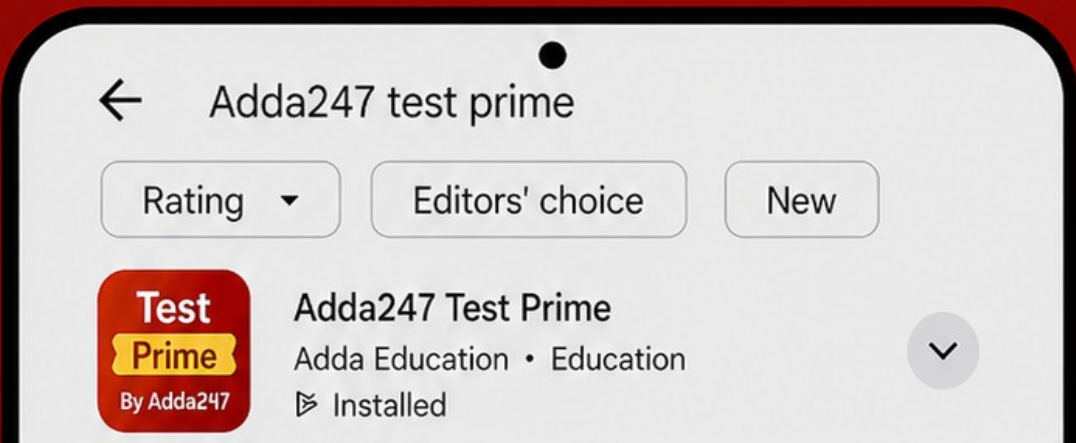 Adda247 test prime
Rating
Editors' choice
New
Test
Prime
By Adda247
Adda247 Test Prime
Adda Education • Education
Installed